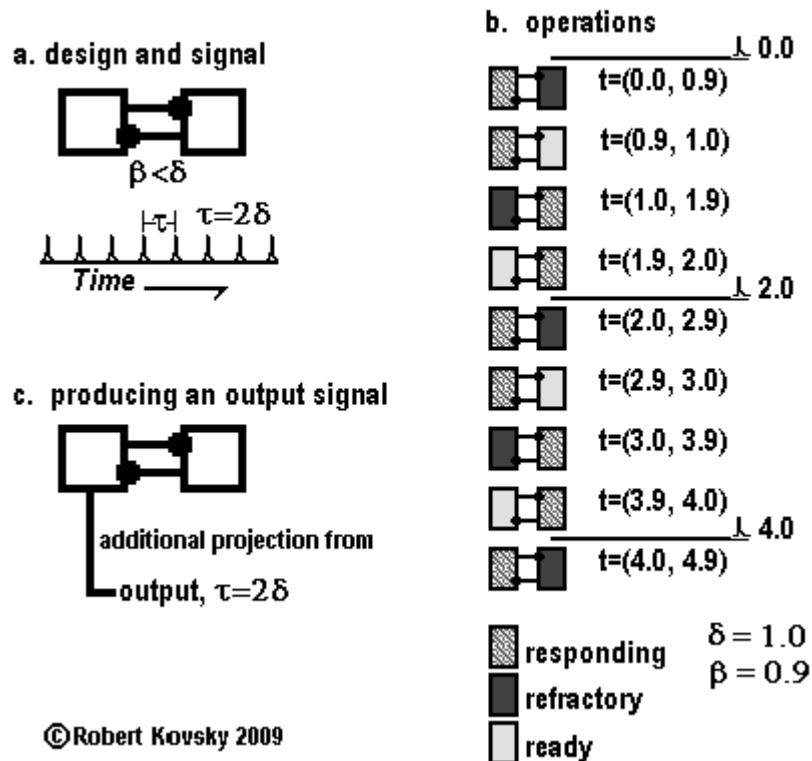 a. design and signal
β<δ
τ τ=2δ
Time
c. producing an output signal
additional projection from
output, τ=2δ
©Robert Kovsky 2009
b. operations
0.0
t=(0.0, 0.9)
t=(0.9, 1.0)
t=(1.0, 1.9)
t=(1.9, 2.0)
2.0
t=(2.0, 2.9)
t=(2.9, 3.0)
t=(3.0, 3.9)
t=(3.9, 4.0)
4.0
t=(4.0, 4.9)
responding
refractory
ready
δ = 1.0
β = 0.9